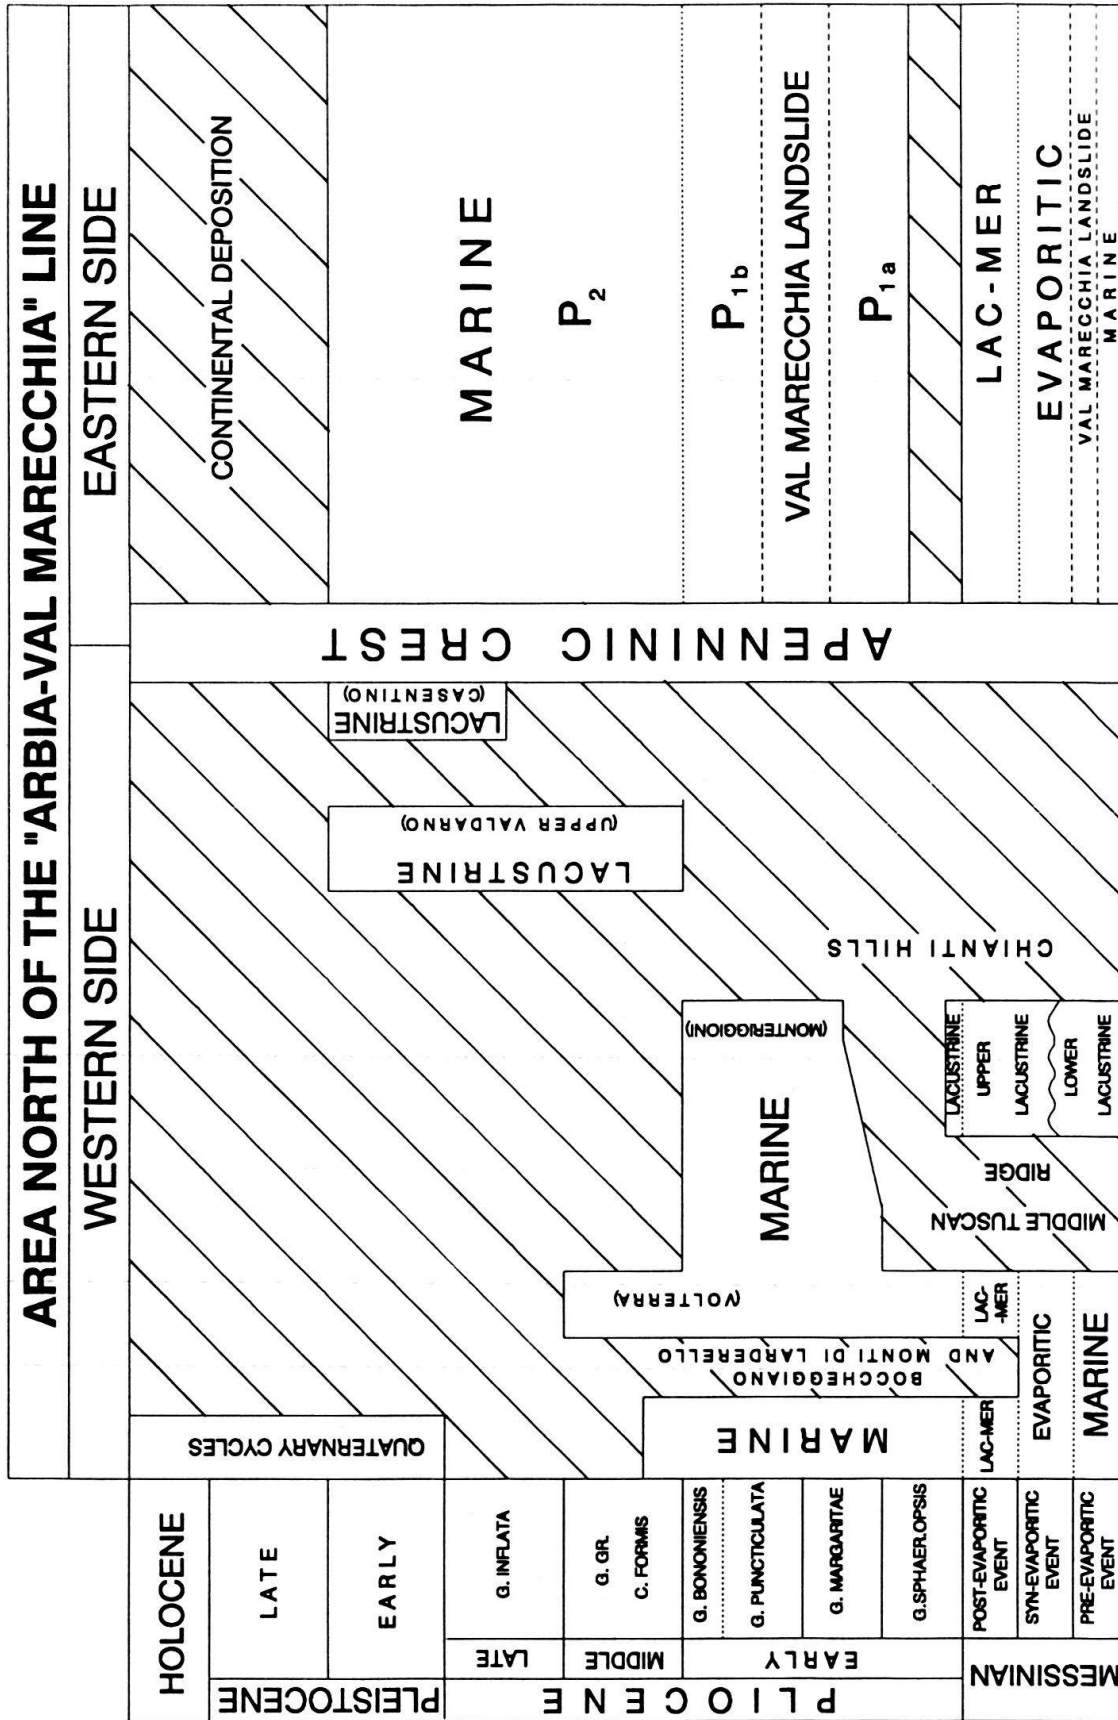 AREA NORTH OF THE "ARBIA-VAL MARECCHIA" LINE
WESTERN SIDE
EASTERN SIDE
HOLOCENE
PLEISTOCENE
LATE
EARLY
PLIOCENE
LATE
G. INFLATA
MIDDLE
G. GR.
C. FORMIS
EARLY
G. BONONIENSIS
G. PUNCTICULATA
G. MARGARITAE
G.SPHAER.OPSIS
MESSINIAN
POST-EVAPORITIC
EVENT
SYN-EVAPORITIC
EVENT
PRE-EVAPORITIC
EVENT
QUATERNARY CYCLES
MARINE
LAC-MER
EVAPORITIC
MARINE
BOCCHEGGIANO
AND MONTI DI LARDERELLO
(VOLTERRA)
LAC-
-MER
MARINE
(MONTERIGGIONI)
MIDDLE TUSCAN
RIDGE
LACUSTRINE
UPPER
LACUSTRINE
LOWER
LACUSTRINE
CHIANTI HILLS
LACUSTRINE
(UPPER VALDARNO)
LACUSTRINE
(CASENTINO)
APENNINIC CREST
CONTINENTAL DEPOSITION
MARINE
P2
P1b
VAL MARECCHIA LANDSLIDE
P1a
LAC-MER
EVAPORITIC
VAL MARECCHIA LANDSLIDE
MARINE